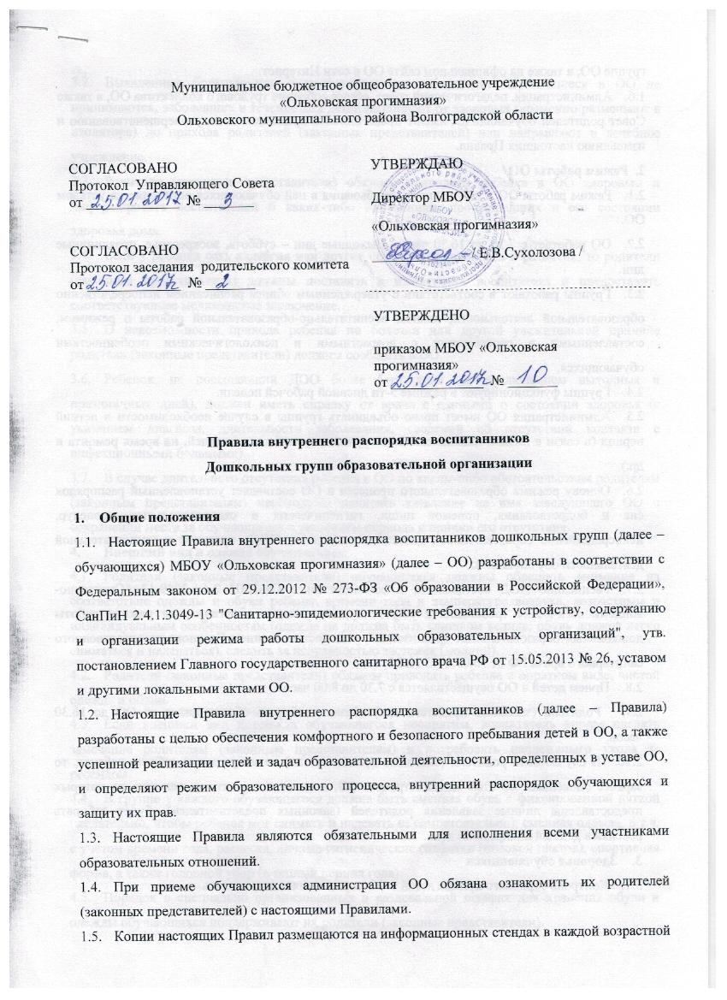 Муниципальное бюджетное общеобразовательное учреждение
«Ольховская прогимназия»
Ольховского муниципального района Волгоградской области
СОГЛАСОВАНО
Протокол Управляющего Совета
от 25.01.2017 № 3
СОГЛАСОВАНО
Протокол заседания родительского комитета
от 25.01.2017г № 2
УТВЕРЖДАЮ
Директор МБОУ
«Ольховская прогимназия»
/ Е.В.Сухолозова /
МБОУ
УТВЕРЖДЕНО
приказом МБОУ «Ольховская
прогимназия»
от 25.01.2017г № 10
Правила внутреннего распорядка воспитанников
Дошкольных групп образовательной организации
1. Общие положения
1.1. Настоящие Правила внутреннего распорядка воспитанников дошкольных групп (далее –
обучающихся) МБОУ «Ольховская прогимназия» (далее – ОО) разработаны в соответствии с
Федеральным законом от 29.12.2012 № 273-ФЗ «Об образовании в Российской Федерации»,
СанПиН 2.4.1.3049-13 "Санитарно-эпидемиологические требования к устройству, содержанию
и организации режима работы дошкольных образовательных организаций", утв.
постановлением Главного государственного санитарного врача РФ от 15.05.2013 № 26, уставом
и другими локальными актами ОО.
1.2. Настоящие Правила внутреннего распорядка воспитанников (далее – Правила)
разработаны с целью обеспечения комфортного и безопасного пребывания детей в ОО, а также
успешной реализации целей и задач образовательной деятельности, определенных в уставе ОО,
и определяют режим образовательного процесса, внутренний распорядок обучающихся и
защиту их прав.
1.3. Настоящие Правила являются обязательными для исполнения всеми участниками
образовательных отношений.
1.4. При приеме обучающихся администрация ОО обязана ознакомить их родителей
(законных представителей) с настоящими Правилами.
1.5. Копии настоящих Правил размещаются на информационных стендах в каждой возрастной